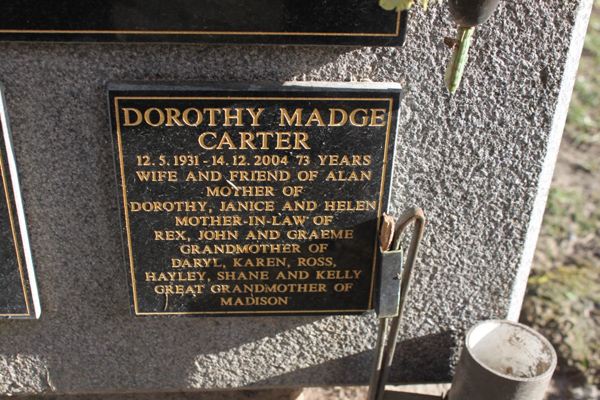 DOROTHY MADGE
CARTER
12.5.1931-14.12.2004 73 YEARS
WIFE AND FRIEND OF ALAN
MOTHER OF
DOROTHY, JANICE AND HELEN
MOTHER-IN-LAW OF
REX, JOHN AND GRAEME
GRANDMOTHER OF
DARYL, KAREN, ROSS,
HAYLEY, SHANE AND KELLY
GREAT GRANDMOTHER OF
MADISON